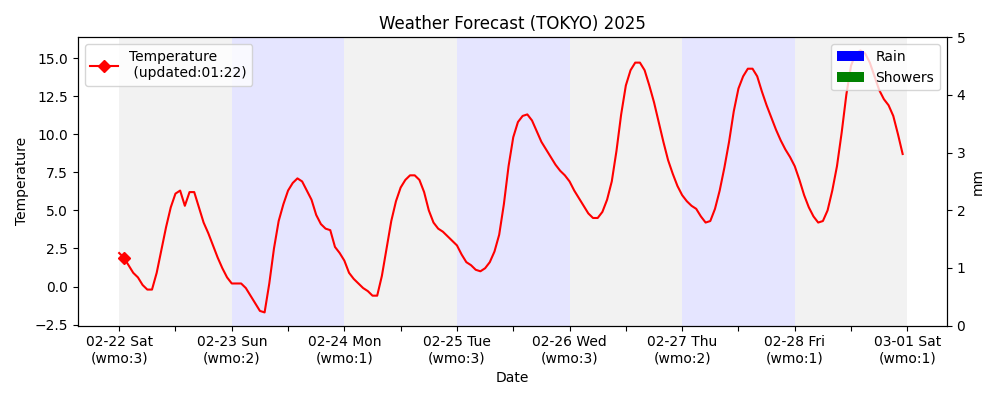 Weather Forecast (TOKYO) 2025
Temperature
(updated:01:22)
Rain
Showers
Temperature
15.0
12.5
10.0
7.5
5.0
2.5
0.0
−2.5
5
4
3
2
1
0
mm
02-22 Sat
(wmo:3)
02-23 Sun
(wmo:2)
02-24 Mon
(wmo:1)
02-25 Tue
(wmo:3)
02-26 Wed
(wmo:3)
02-27 Thu
(wmo:2)
02-28 Fri
(wmo:1)
03-01 Sat
(wmo:1)
Date